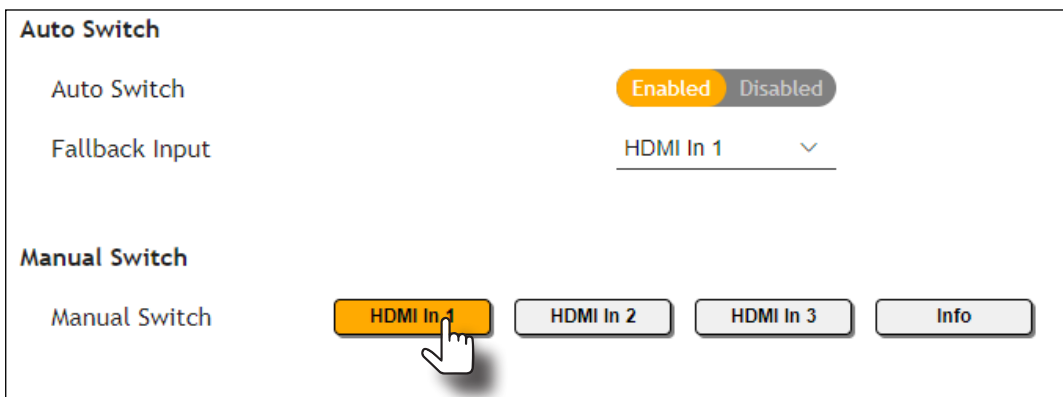 Auto Switch
Auto Switch Enabled Disabled
Fallback Input HDMI In 1
Manual Switch
Manual Switch HDMI In 1 HDMI In 2 HDMI In 3 Info